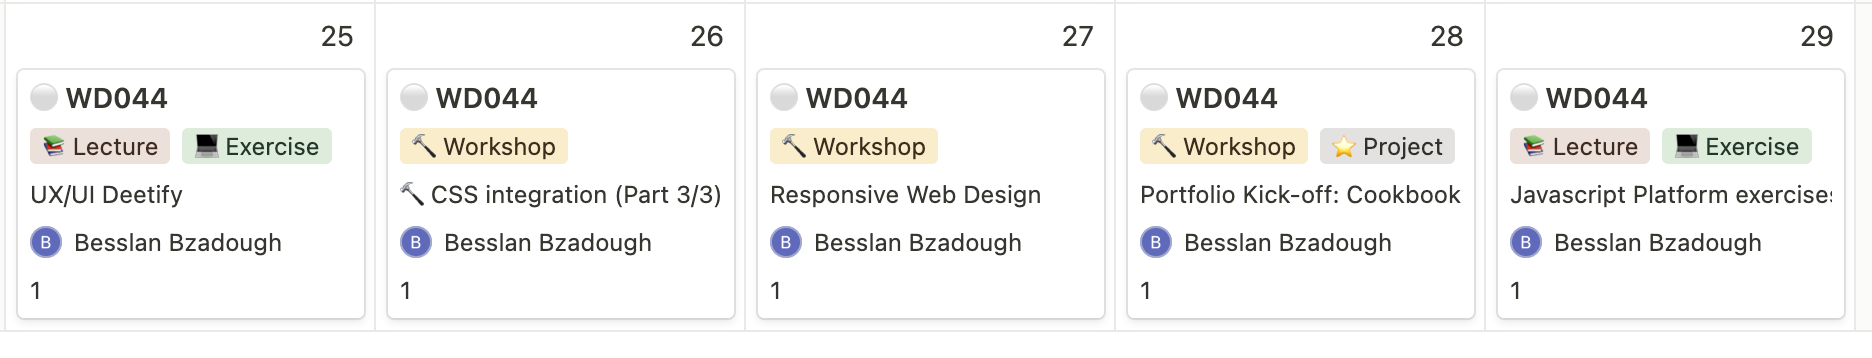 25
WD044
Lecture Exercise
UX/UI Deetify
B Besslan Bzadough
1
26
WD044
Workshop
CSS integration (Part 3/3)
B Besslan Bzadough
1
27
WD044
Workshop
Responsive Web Design
B Besslan Bzadough
1
28
WD044
Workshop Project
Portfolio Kick-off: Cookbook
B Besslan Bzadough
1
29
WD044
Lecture Exercise
Javascript Platform exercises
B Besslan Bzadough
1